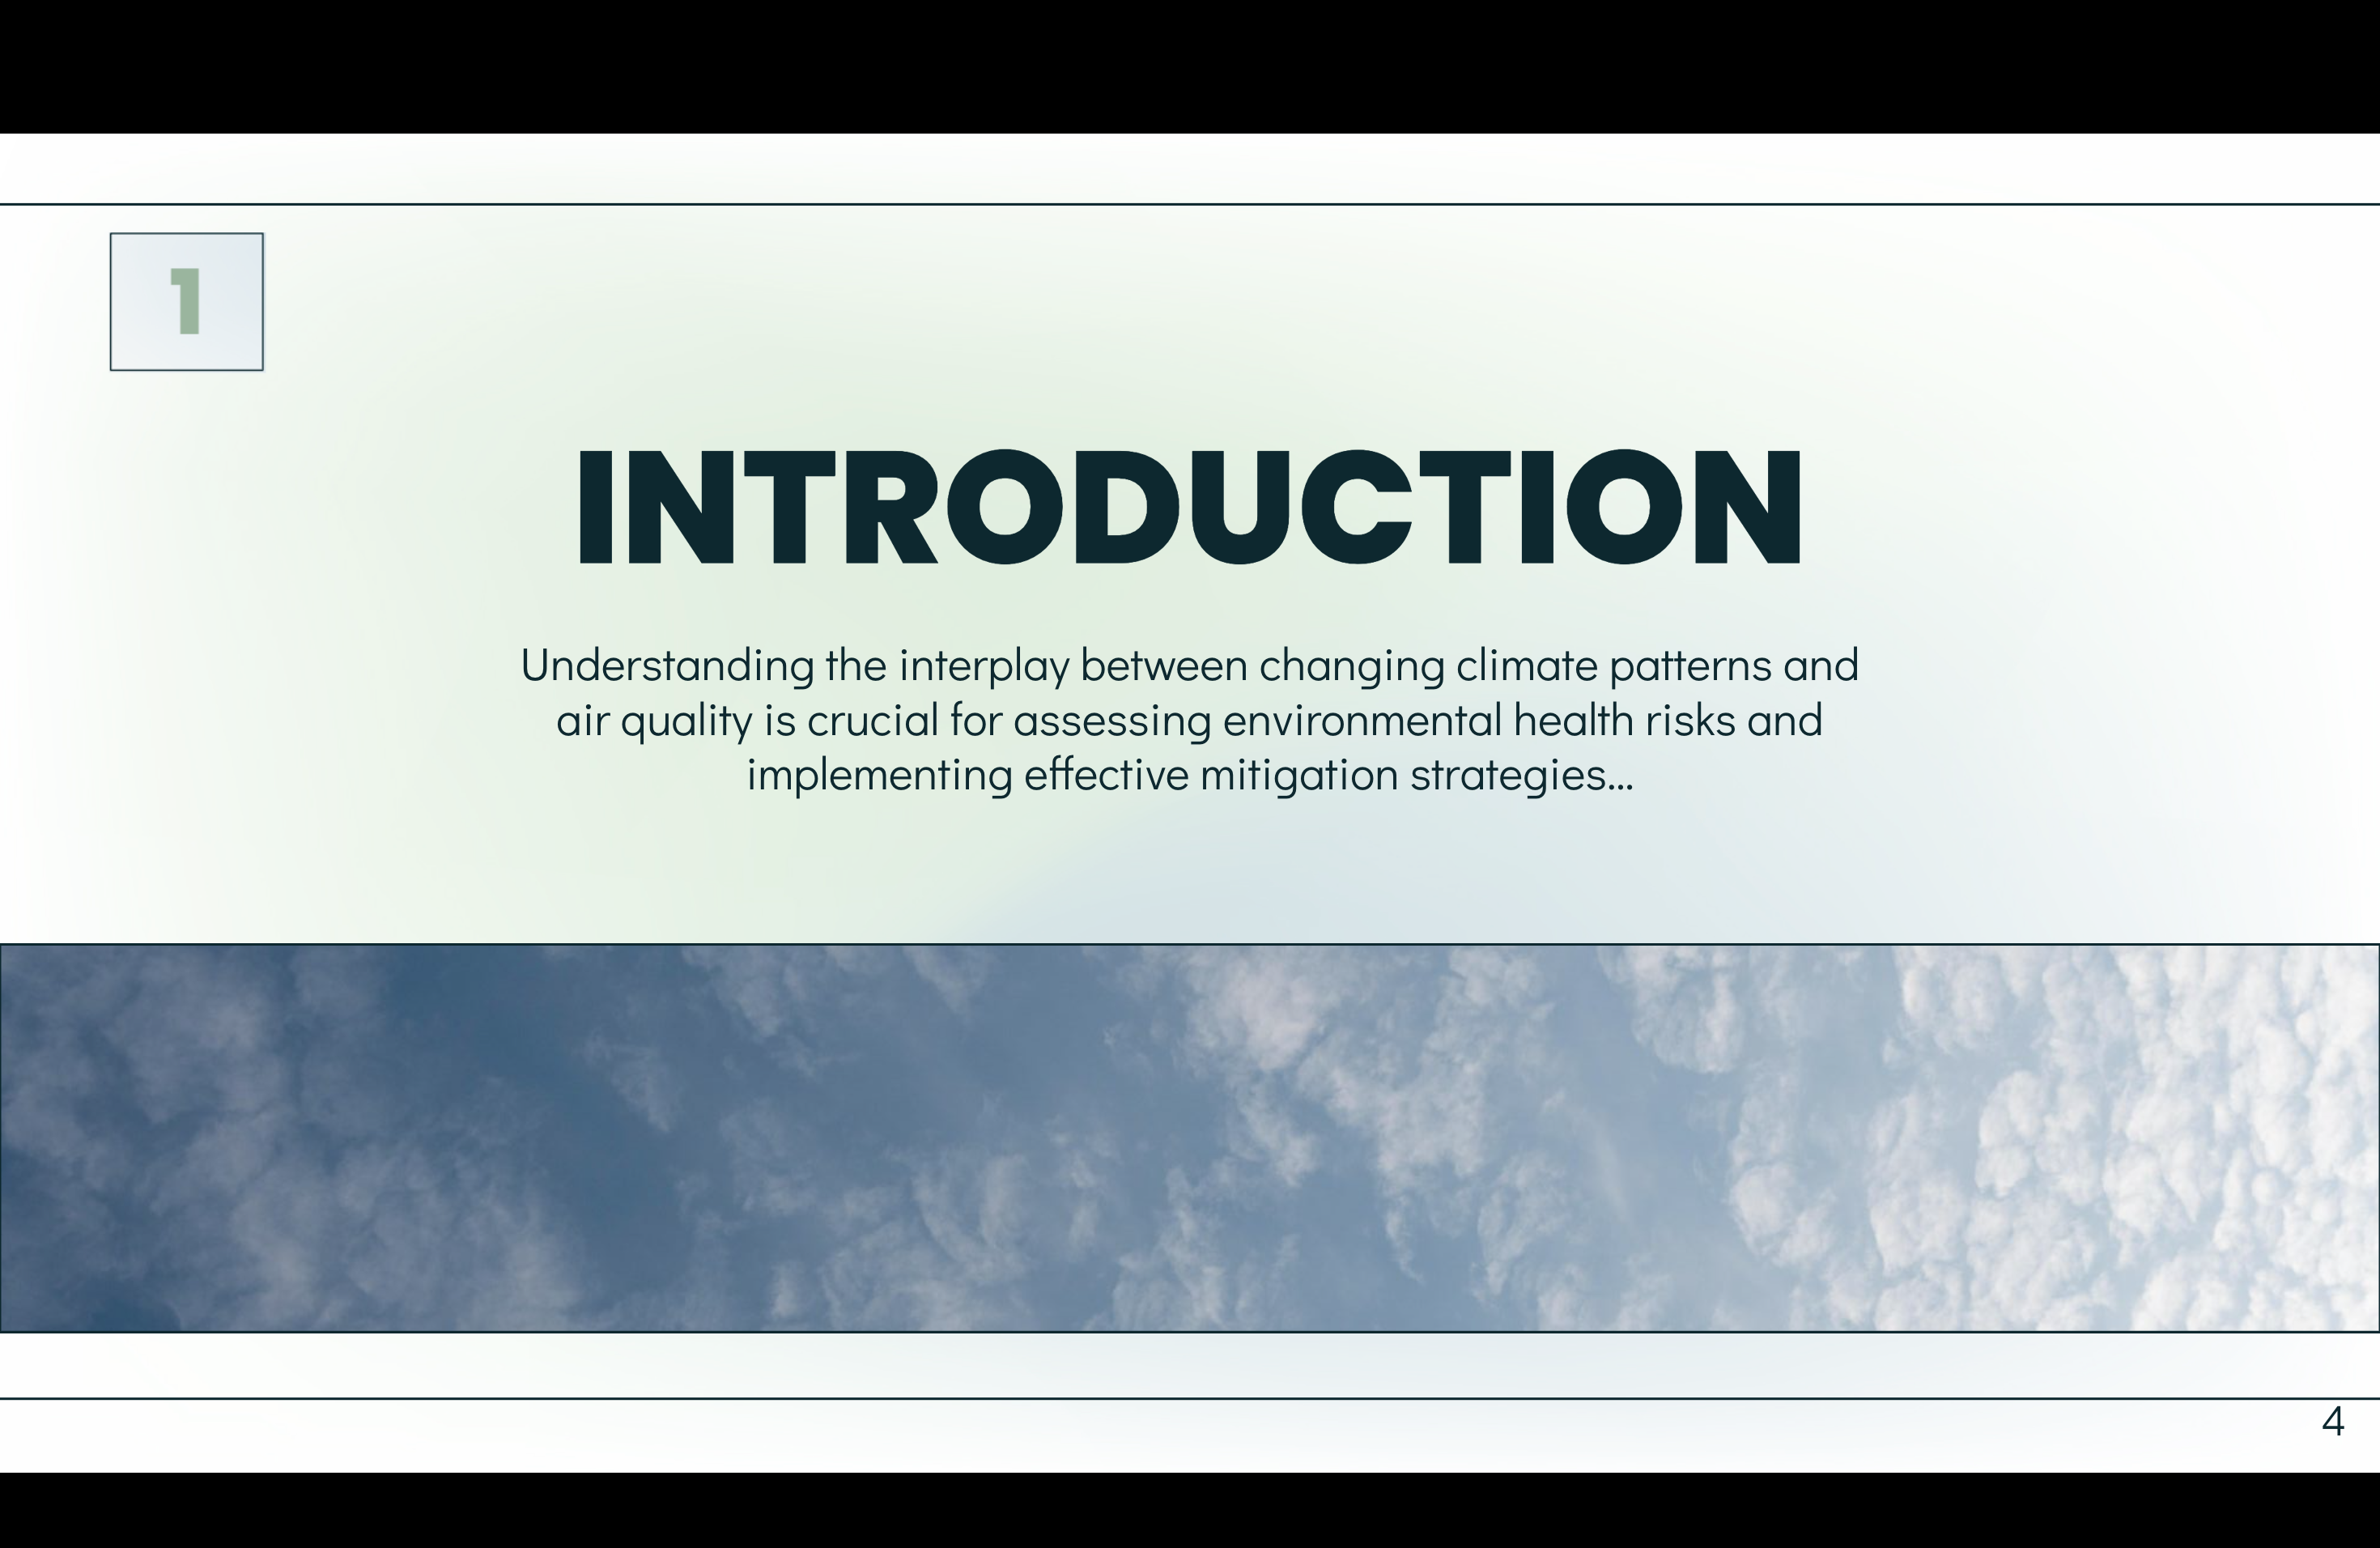 1
INTRODUCTION
Understanding the interplay between changing climate patterns and
air quality is crucial for assessing environmental health risks and
implementing effective mitigation strategies...
4